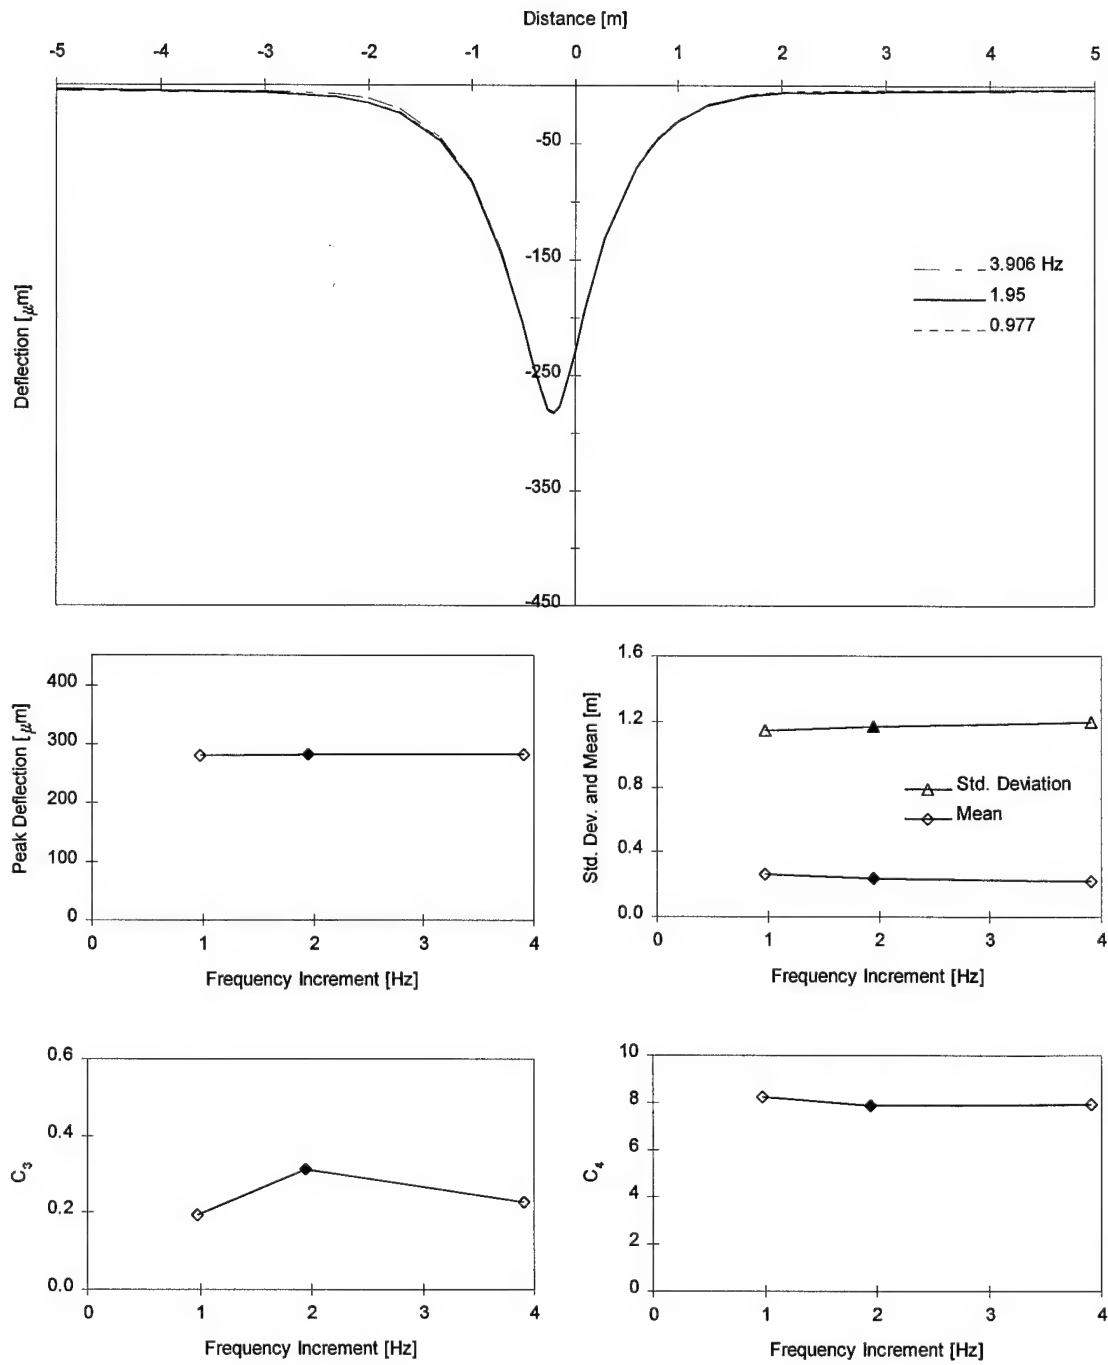 Distance [m]
-5 -4 -3 -2 -1 0 1 2 3 4 5
-50
-150
-250
-350
-450
Deflection [μm]
3.906 Hz
1.95
0.977
400
300
200
100
0
Peak Deflection [μm]
0 1 2 3 4
Frequency Increment [Hz]
1.6
1.2
0.8
0.4
0.0
Std. Dev. and Mean [m]
Std. Deviation
Mean
0 1 2 3 4
Frequency Increment [Hz]
0.6
0.4
0.2
0.0
C₃
0 1 2 3 4
Frequency Increment [Hz]
10
8
6
4
2
0
C₄
0 1 2 3 4
Frequency Increment [Hz]